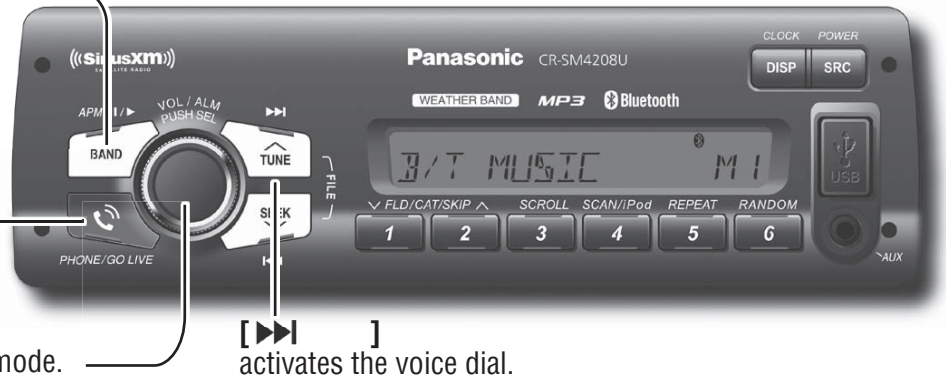 CLOCK POWER
((SiriusXM))
SATELLITE RADIO
Panasonic CR-SM4208U
DISP SRC
WEATHER BAND MP3 Bluetooth
APM
VOL / ALM
PUSH SEL
BAND
TUNE
FILE
SEEK
B/T MUSIC M1
USB
FLD/CAT/SKIP SCROLL SCAN/iPod REPEAT RANDOM
1 2 3 4 5 6
PHONE/GO LIVE
AUX
[ ▶▶| ]
mode.
activates the voice dial.